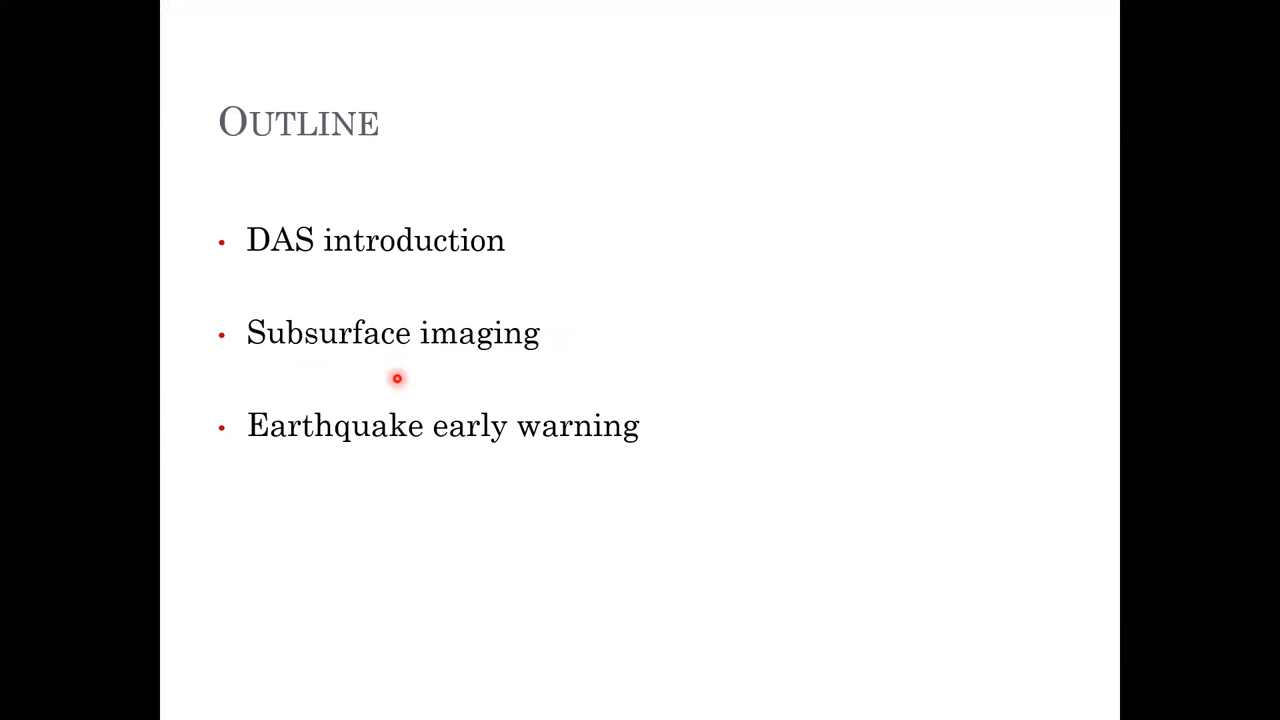 OUTLINE
• DAS introduction
• Subsurface imaging
• Earthquake early warning